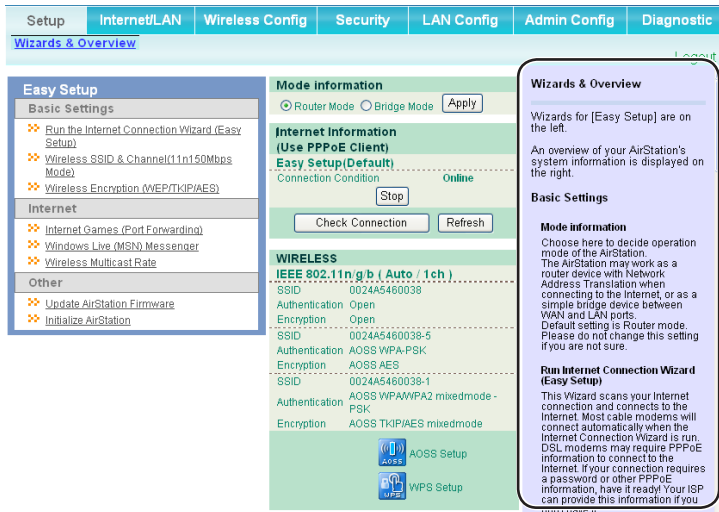 Setup
Internet/LAN
Wireless Config
Security
LAN Config
Admin Config
Diagnostic
Wizards & Overview
Logout
Easy Setup
Basic Settings
Run the Internet Connection Wizard (Easy
Setup)
Wireless SSID & Channel(11n150Mbps
Mode)
Wireless Encryption (WEP/TKIP/AES)
Internet
Internet Games (Port Forwarding)
Windows Live (MSN) Messenger
Wireless Multicast Rate
Other
Update AirStation Firmware
Initialize AirStation
Mode information
Router Mode Bridge Mode Apply
Internet Information
(Use PPPoE Client)
Easy Setup(Default)
Connection Condition Online
Stop
Check Connection Refresh
WIRELESS
IEEE 802.11n/g/b ( Auto / 1ch )
SSID 0024A5460038
Authentication Open
Encryption Open
SSID 0024A5460038-5
Authentication AOSS WPA-PSK
Encryption AOSS AES
SSID 0024A5460038-1
Authentication AOSS WPA/WPA2 mixedmode -
PSK
Encryption AOSS TKIP/AES mixedmode
AOSS AOSS Setup
WPS WPS Setup
Wizards & Overview
Wizards for [Easy Setup] are on
the left.
An overview of your AirStation's
system information is displayed on
the right.
Basic Settings
Mode information
Choose here to decide operation
mode of the AirStation.
The AirStation may work as a
router device with Network
Address Translation when
connecting to the Internet, or as a
simple bridge device between
WAN and LAN ports.
Default setting is Router mode.
Please do not change this setting
if you are not sure.
Run Internet Connection Wizard
(Easy Setup)
This Wizard scans your Internet
connection and connects to the
Internet. Most cable modems will
connect automatically when the
Internet Connection Wizard is run.
DSL modems may require PPPoE
information to connect to the
Internet. If your connection requires
a password or other PPPoE
information, have it ready! Your ISP
can provide this information if you